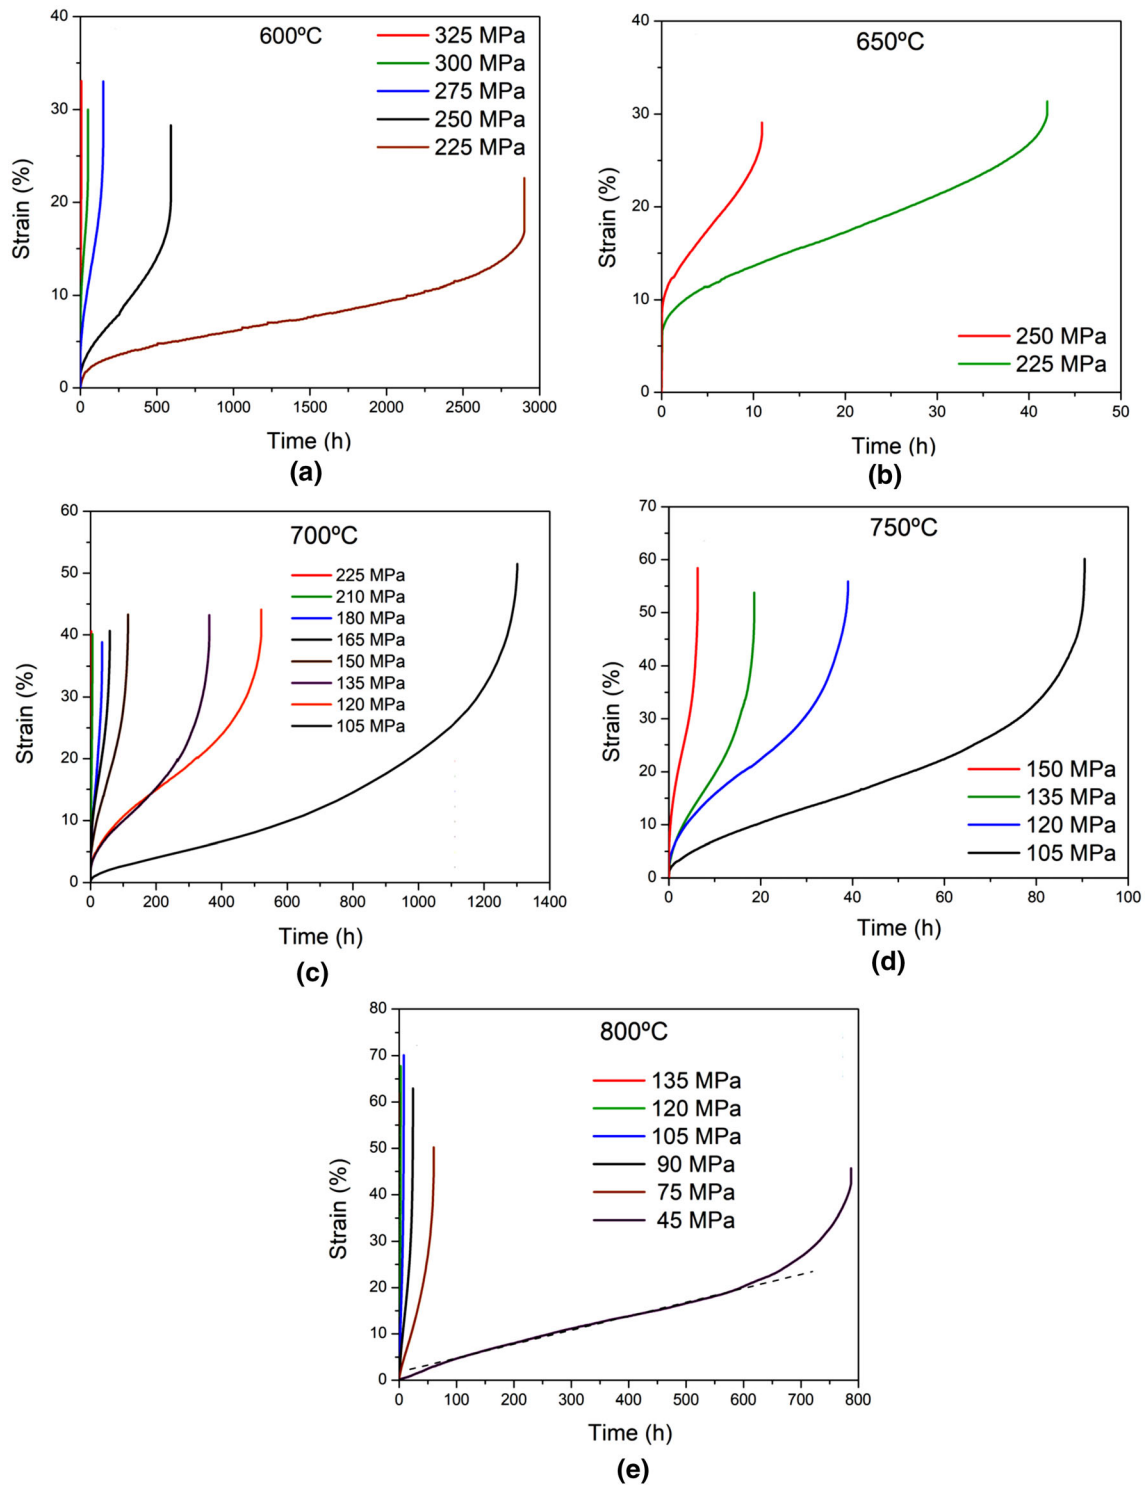 600ºC
325 MPa
300 MPa
275 MPa
250 MPa
225 MPa
40
30
20
10
0
Strain (%)
0 500 1000 1500 2000 2500 3000
Time (h)
(a)
650ºC
40
30
20
10
0
Strain (%)
250 MPa
225 MPa
0 10 20 30 40 50
Time (h)
(b)
700ºC
225 MPa
210 MPa
180 MPa
165 MPa
150 MPa
135 MPa
120 MPa
105 MPa
60
50
40
30
20
10
0
Strain (%)
0 200 400 600 800 1000 1200 1400
Time (h)
(c)
750ºC
70
60
50
40
30
20
10
0
Strain (%)
150 MPa
135 MPa
120 MPa
105 MPa
0 20 40 60 80 100
Time (h)
(d)
800ºC
135 MPa
120 MPa
105 MPa
90 MPa
75 MPa
45 MPa
80
70
60
50
40
30
20
10
0
Strain (%)
0 100 200 300 400 500 600 700 800
Time (h)
(e)